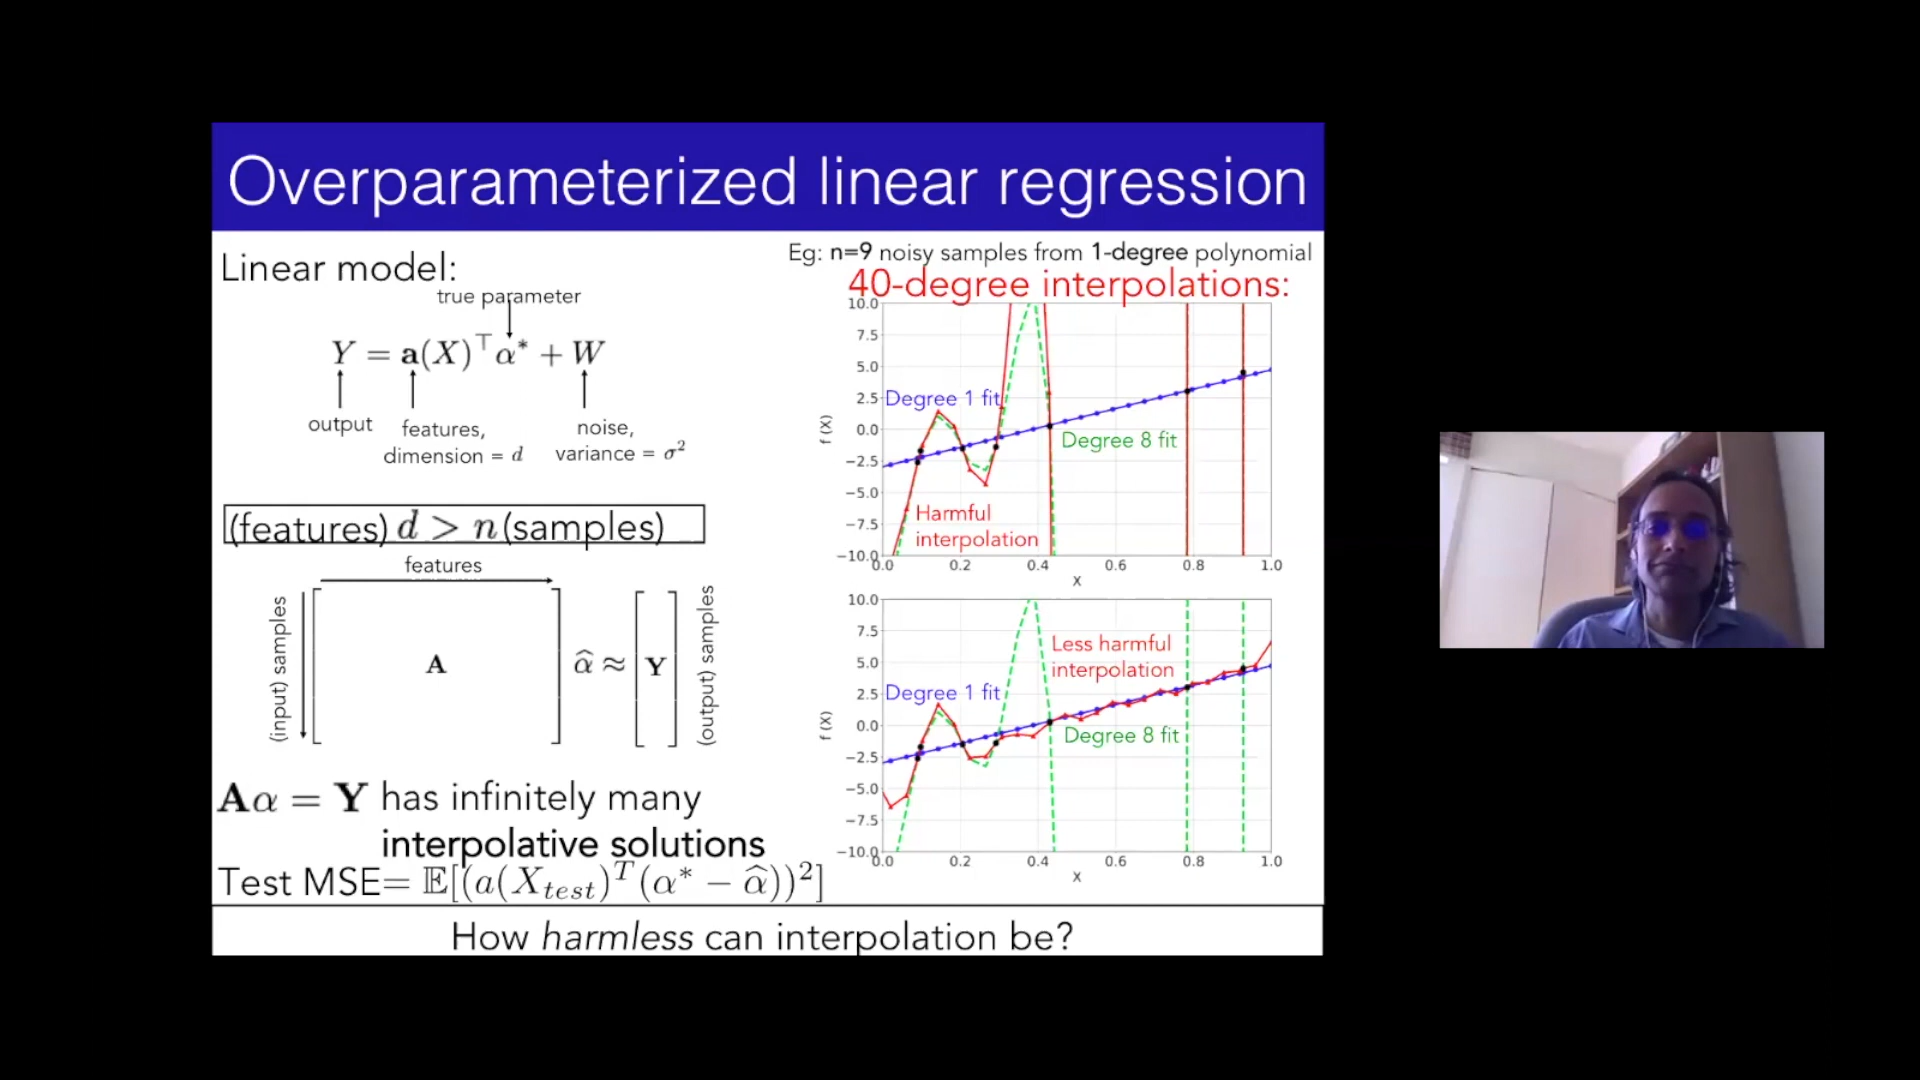 Overparameterized linear regression
Linear model:
true parameter
Y = a(X)⊤α* + W
output
features,
dimension = d
noise,
variance = σ²
(features) d > n (samples)
features
(input) samples
A
α̂ ≈
Y
(output) samples
Aα = Y has infinitely many
interpolative solutions
Test MSE= 𝔼[(a(X_test)^T(α* − α̂))²]
Eg: n=9 noisy samples from 1-degree polynomial
40-degree interpolations:
10.0
7.5
5.0
2.5
0.0
−2.5
−5.0
−7.5
−10.0
f (X)
Degree 1 fit
Degree 8 fit
Harmful
interpolation
0.0 0.2 0.4 0.6 0.8 1.0
X
10.0
7.5
5.0
2.5
0.0
−2.5
−5.0
−7.5
−10.0
f (X)
Less harmful
interpolation
Degree 1 fit
Degree 8 fit
0.0 0.2 0.4 0.6 0.8 1.0
X
How harmless can interpolation be?